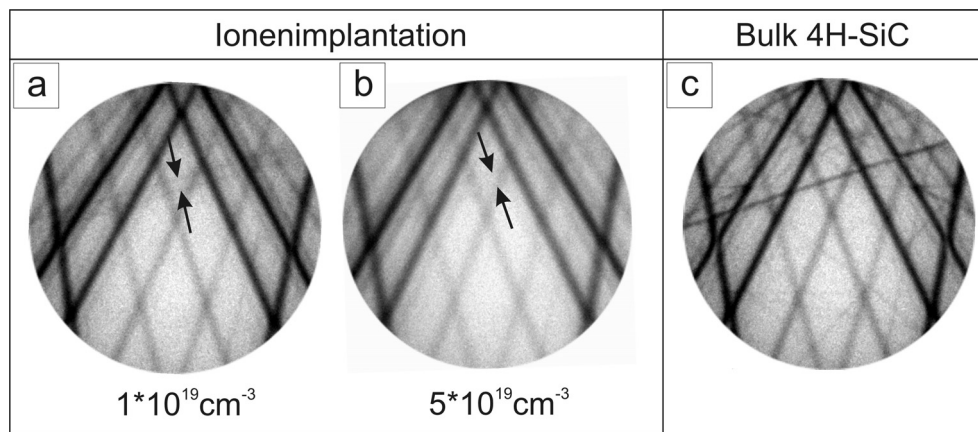 Ionenimplantation
Bulk 4H-SiC
a
b
c
1*10¹⁹cm⁻³
5*10¹⁹cm⁻³